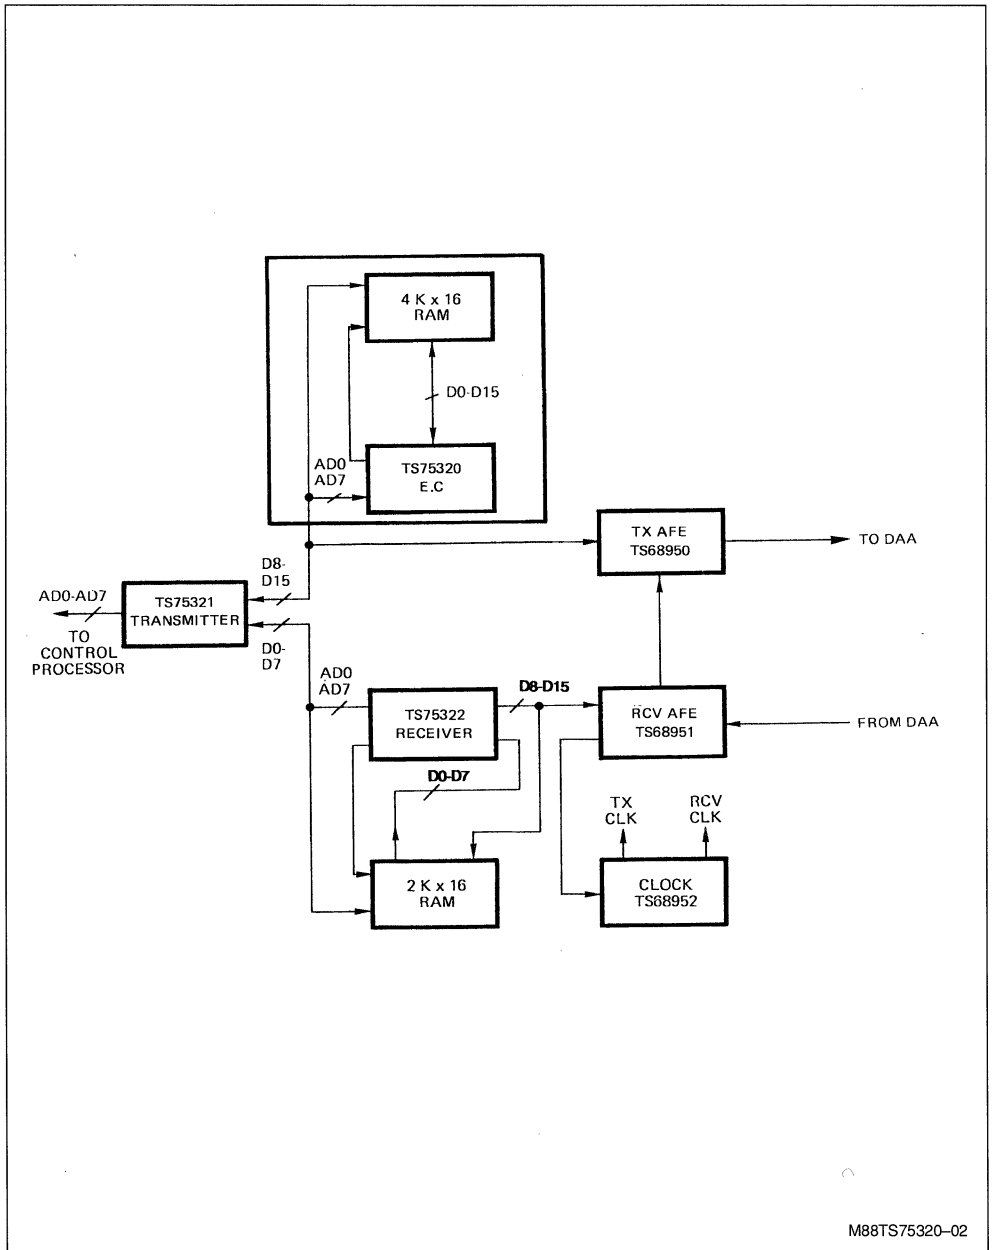 4 K x 16
RAM
D0-D15
AD0
AD7
TS75320
E.C
TX AFE
TS68950
TO DAA
D8-
D15
AD0-AD7
TS75321
TRANSMITTER
TO
CONTROL
PROCESSOR
D0-
D7
AD0
AD7
TS75322
RECEIVER
D8-D15
RCV AFE
TS68951
FROM DAA
D0-D7
TX
CLK
RCV
CLK
2 K x 16
RAM
CLOCK
TS68952
M88TS75320–02